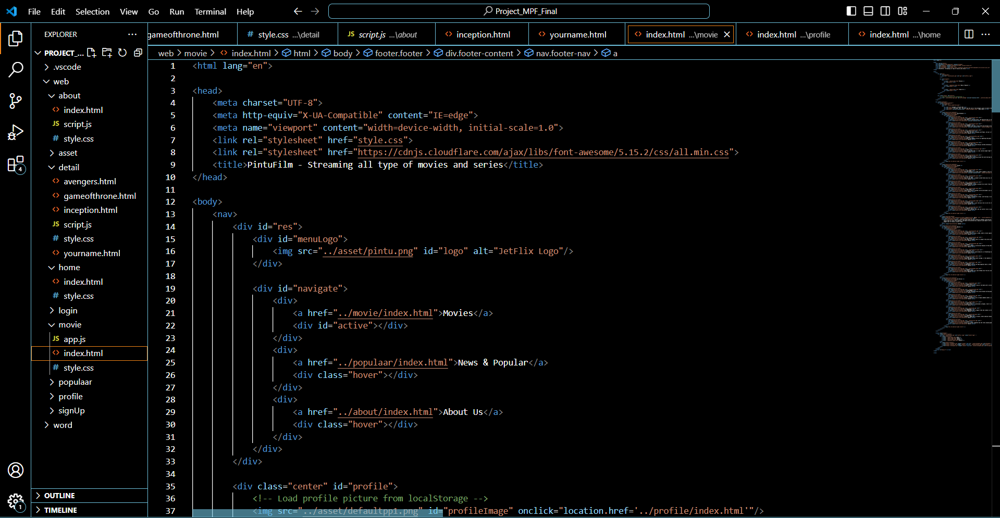 File Edit Selection View Go Run Terminal Help Project_MPF_Final
EXPLORER
gameofthrone.html # style.css ...\detail JS script.js ...\about <> inception.html <> yourname.html <> index.html ...\movie <> index.html ...\profile <> index.html ...\home
PROJECT_...
web > movie > <> index.html > html > body > footer.footer > div.footer-content > nav.footer-nav > a
.vscode
web
about
<> index.html
JS script.js
# style.css
asset
detail
<> avengers.html
<> gameofthrone.html
<> inception.html
JS script.js
# style.css
<> yourname.html
home
<> index.html
# style.css
login
movie
JS app.js
<> index.html
# style.css
populaar
profile
signUp
word
OUTLINE
TIMELINE
4
1
1 <html lang="en">
2
3 <head>
4 <meta charset="UTF-8">
5 <meta http-equiv="X-UA-Compatible" content="IE=edge">
6 <meta name="viewport" content="width=device-width, initial-scale=1.0">
7 <link rel="stylesheet" href="style.css">
8 <link rel="stylesheet" href="https://cdnjs.cloudflare.com/ajax/libs/font-awesome/5.15.2/css/all.min.css">
9 <title>PintuFilm - Streaming all type of movies and series</title>
10 </head>
11
12 <body>
13 <nav>
14 <div id="res">
15 <div id="menuLogo">
16 <img src="../asset/pintu.png" id="logo" alt="JetFlix Logo"/>
17 </div>
18
19 <div id="navigate">
20 <div>
21 <a href="../movie/index.html">Movies</a>
22 <div id="active"></div>
23 </div>
24 <div>
25 <a href="../populaar/index.html">News & Popular</a>
26 <div class="hover"></div>
27 </div>
28 <div>
29 <a href="../about/index.html">About Us</a>
30 <div class="hover"></div>
31 </div>
32 </div>
33 </div>
34
35 <div class="center" id="profile">
36 <!-- Load profile picture from localStorage -->
37 <img src="../asset/defaultpp1.png" id="profileImage" onclick="location.href='../profile/index.html'"/>